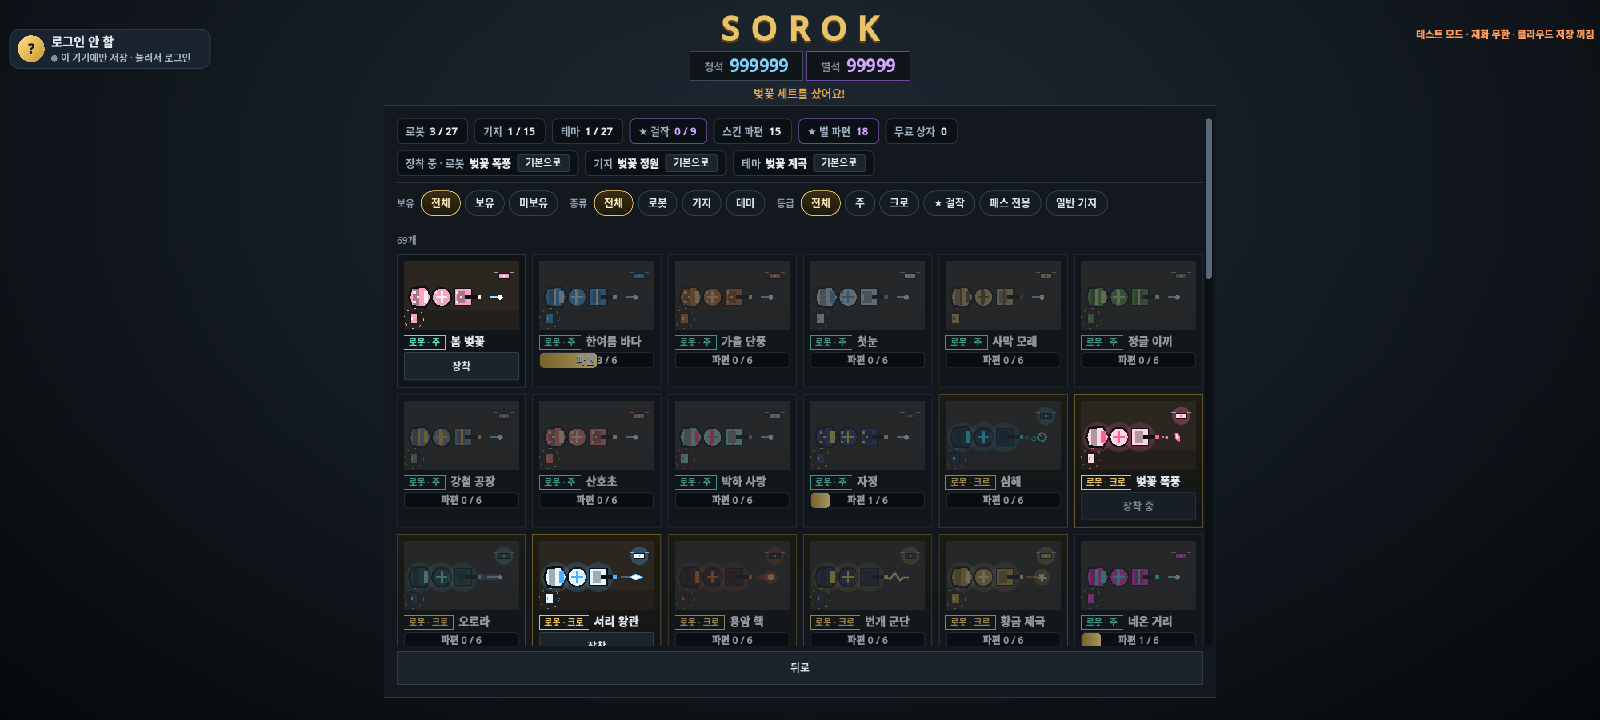 SOROK
? 로그인 안 함
이 기기에만 저장 · 눌러서 로그인
테스트 모드 · 재화 무한 · 클라우드 저장 꺼짐
청석 999999 별석 99999
벚꽃 세트를 샀어요!
로봇 3 / 27 기지 1 / 15 테마 1 / 27 ★ 걸작 0 / 9 스킨 파편 15 ★ 별 파편 18 무료 상자 0
장착 중 · 로봇 벚꽃 폭풍 기본으로 기지 벚꽃 정원 기본으로 테마 벚꽃 계곡 기본으로
보유 전체 보유 미보유 종류 전체 로봇 기지 테마 등급 전체 주 크로 ★ 걸작 패스 전용 일반 기지
69개
로봇 · 주 봄 벚꽃 로봇 · 주 한여름 바다 로봇 · 주 가을 단풍 로봇 · 주 첫눈 로봇 · 주 사막 모래 로봇 · 주 정글 이끼
장착 파편 3 / 6 파편 0 / 6 파편 0 / 6 파편 0 / 6 파편 0 / 6
로봇 · 주 강철 공장 로봇 · 주 산호초 로봇 · 주 박하 사탕 로봇 · 주 자정 로봇 · 크로 심해 로봇 · 크로 벚꽃 폭풍
파편 0 / 6 파편 0 / 6 파편 0 / 6 파편 1 / 6 파편 0 / 6 장착 중
로봇 · 크로 오로라 로봇 · 크로 서리 왕관 로봇 · 크로 용암 핵 로봇 · 크로 번개 군단 로봇 · 크로 황금 제국 로봇 · 주 네온 거리
파편 0 / 6 장착 파편 0 / 6 파편 0 / 6 파편 0 / 6 파편 1 / 6
뒤로